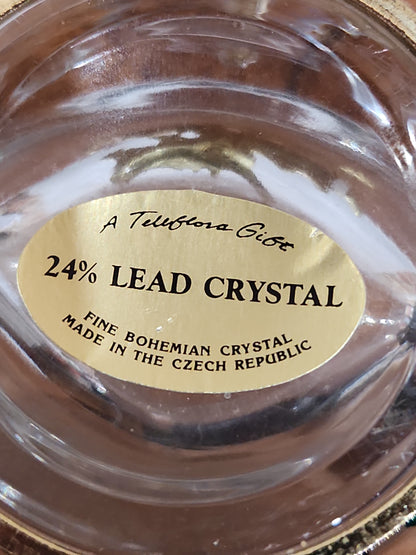 A Teleflora Gift
24% LEAD CRYSTAL
FINE BOHEMIAN CRYSTAL
MADE IN THE CZECH REPUBLIC